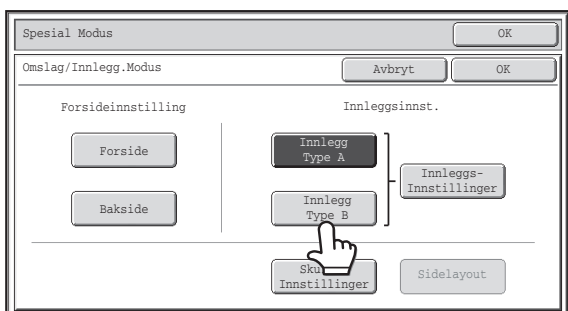 Spesial Modus
OK
Omslag/Innlegg.Modus
Avbryt
OK
Forsideinnstilling
Innleggsinnst.
Forside
Innlegg
Type A
Innleggs-
Innstillinger
Bakside
Innlegg
Type B
Innstillinger
Sidelayout